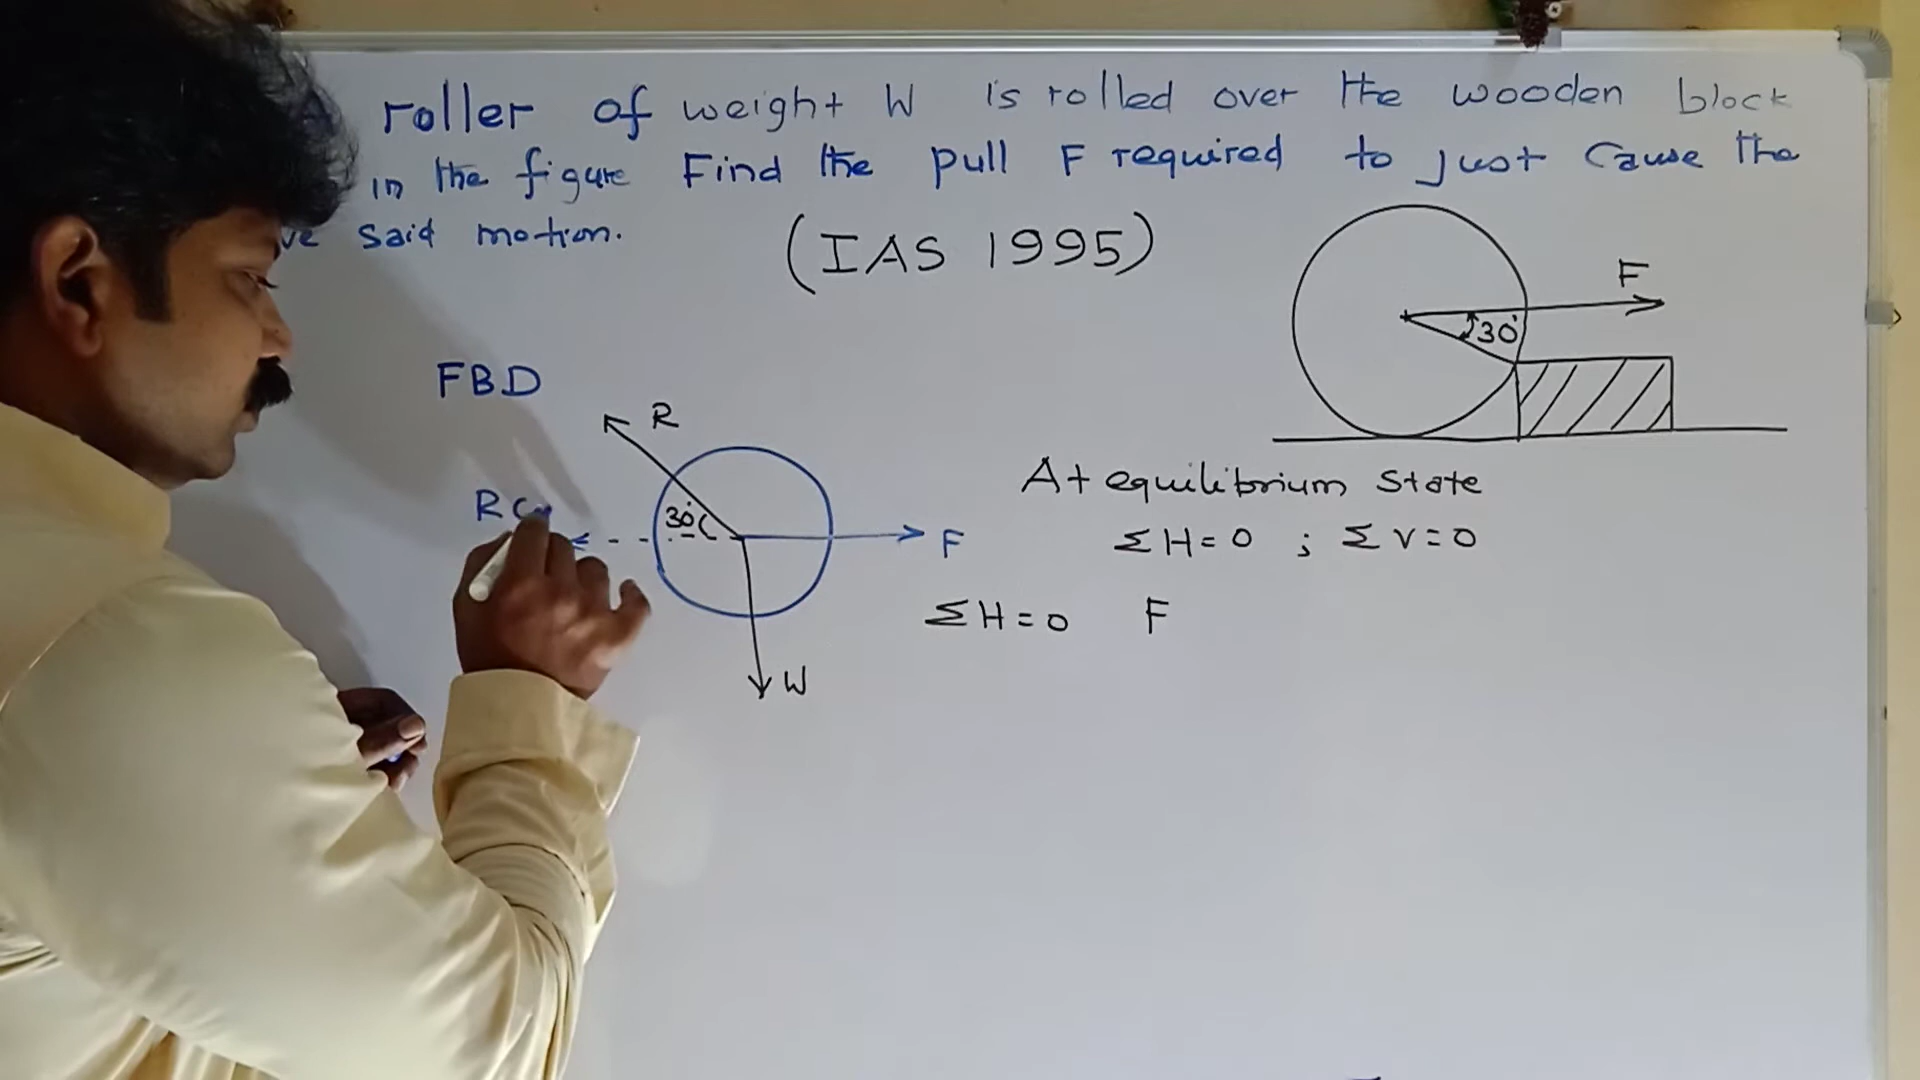 roller of weight W is rolled over the wooden block
in the figure Find the pull F required to just cause the
said motion.
(IAS 1995)
F
30°
FBD
R
30°
F
W
At equilibrium state
ΣH=0 ; ΣV=0
ΣH=0 F